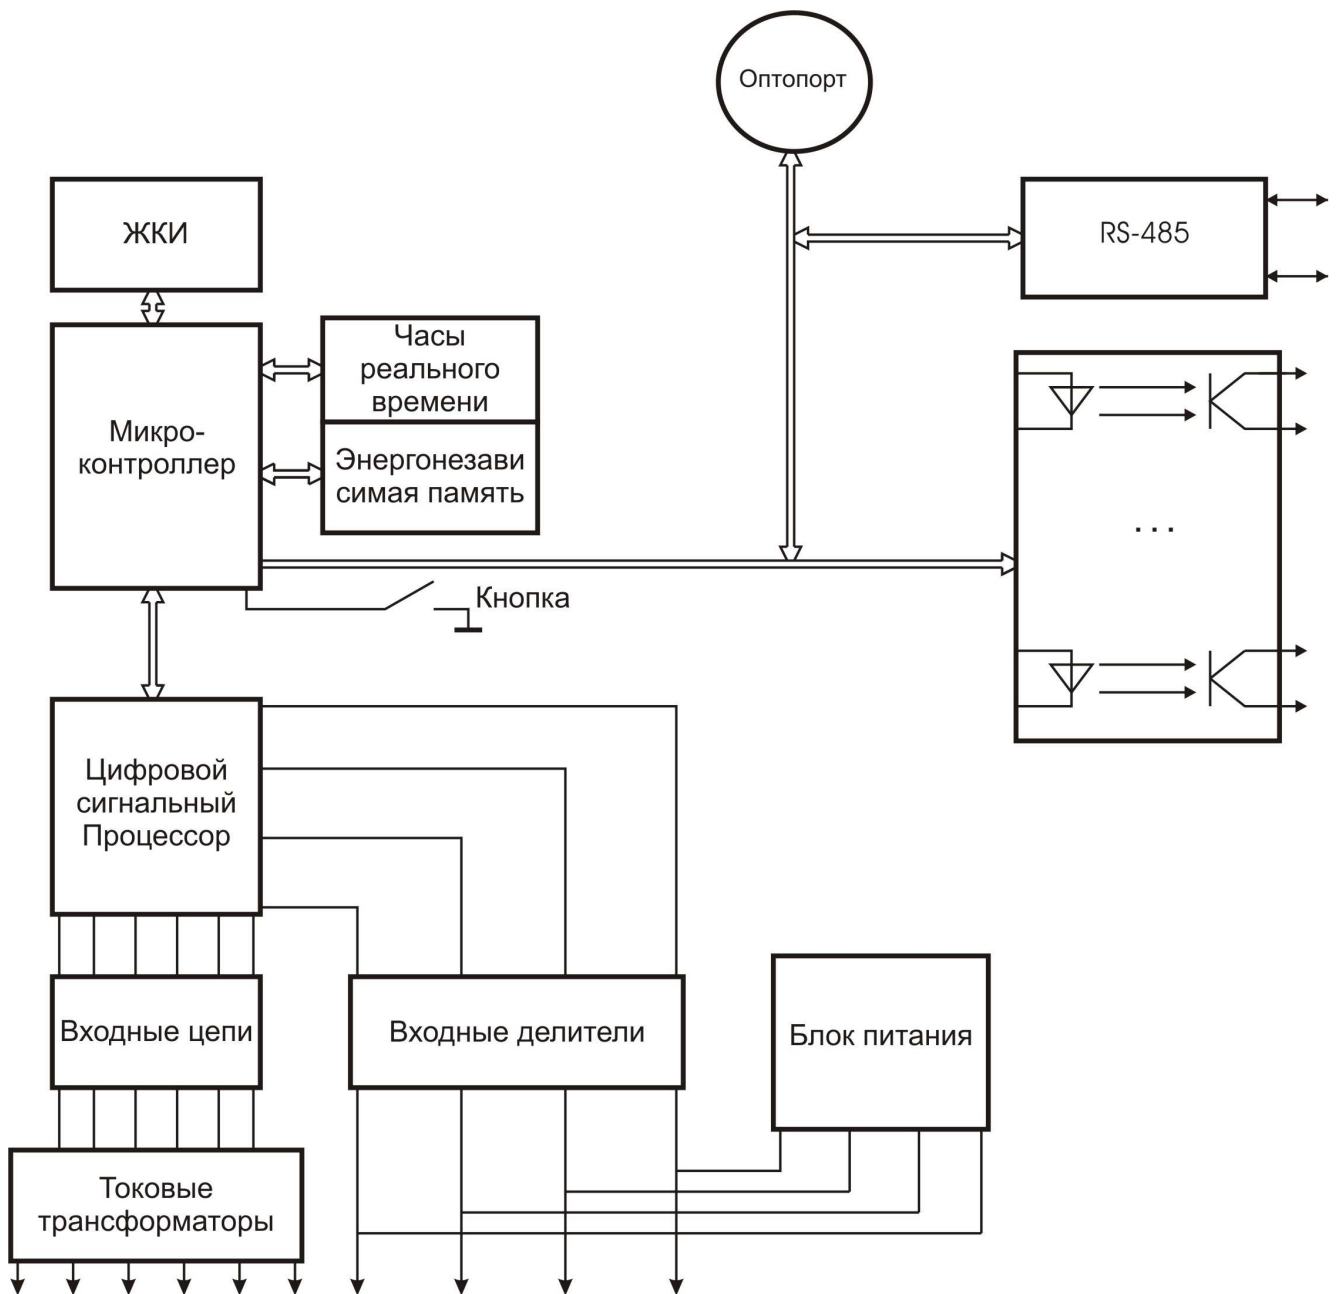 Оптопорт
ЖКИ
RS-485
Часы
реального
времени
Микро-
контроллер
Энергонезави
симая память
. . .
Кнопка
Цифровой
сигнальный
Процессор
Входные цепи
Входные делители
Блок питания
Токовые
трансформаторы